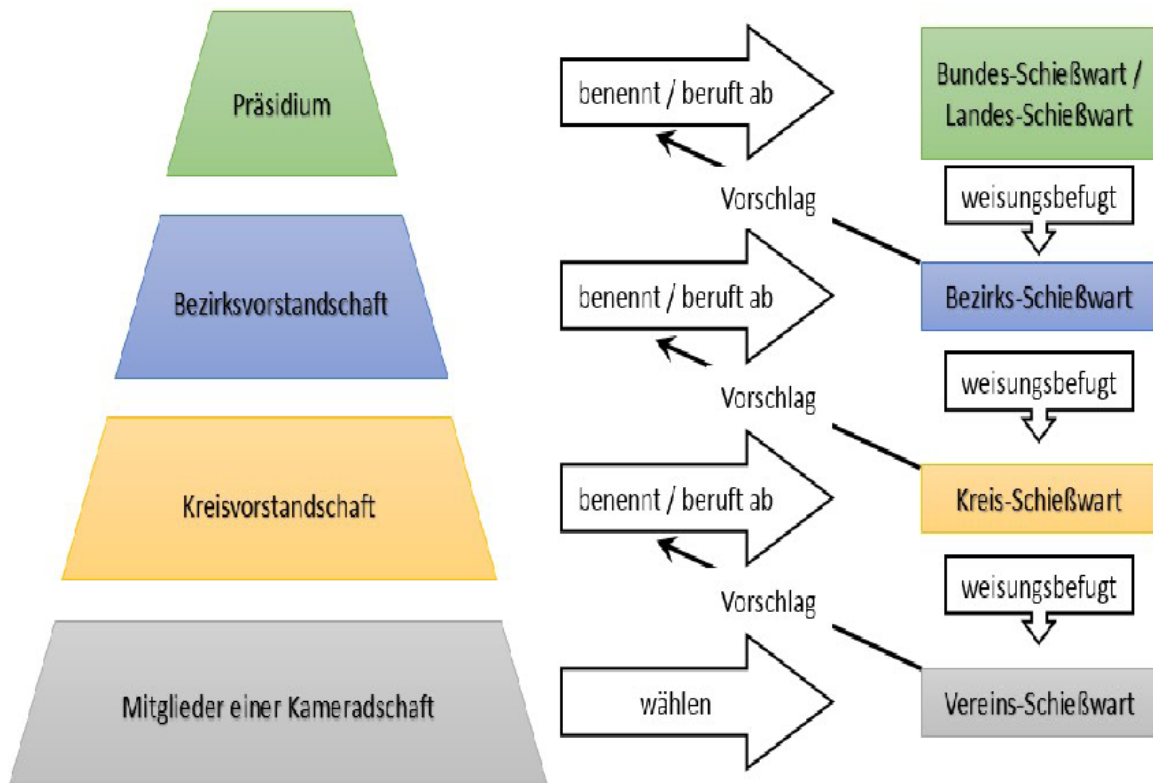 Präsidium
benennt / beruft ab
Bundes-Schießwart /
Landes-Schießwart
Vorschlag
weisungsbefugt
Bezirksvorstandschaft
benennt / beruft ab
Bezirks-Schießwart
Vorschlag
weisungsbefugt
Kreisvorstandschaft
benennt / beruft ab
Kreis-Schießwart
Vorschlag
weisungsbefugt
Mitglieder einer Kameradschaft
wählen
Vereins-Schießwart